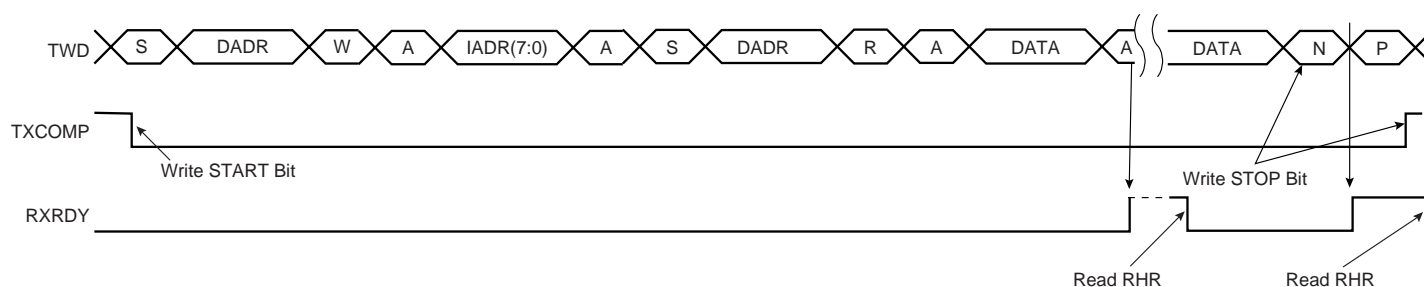 TWD S DADR W A IADR(7:0) A S DADR R A DATA A DATA N P
TXCOMP
Write START Bit
Write STOP Bit
RXRDY
Read RHR Read RHR